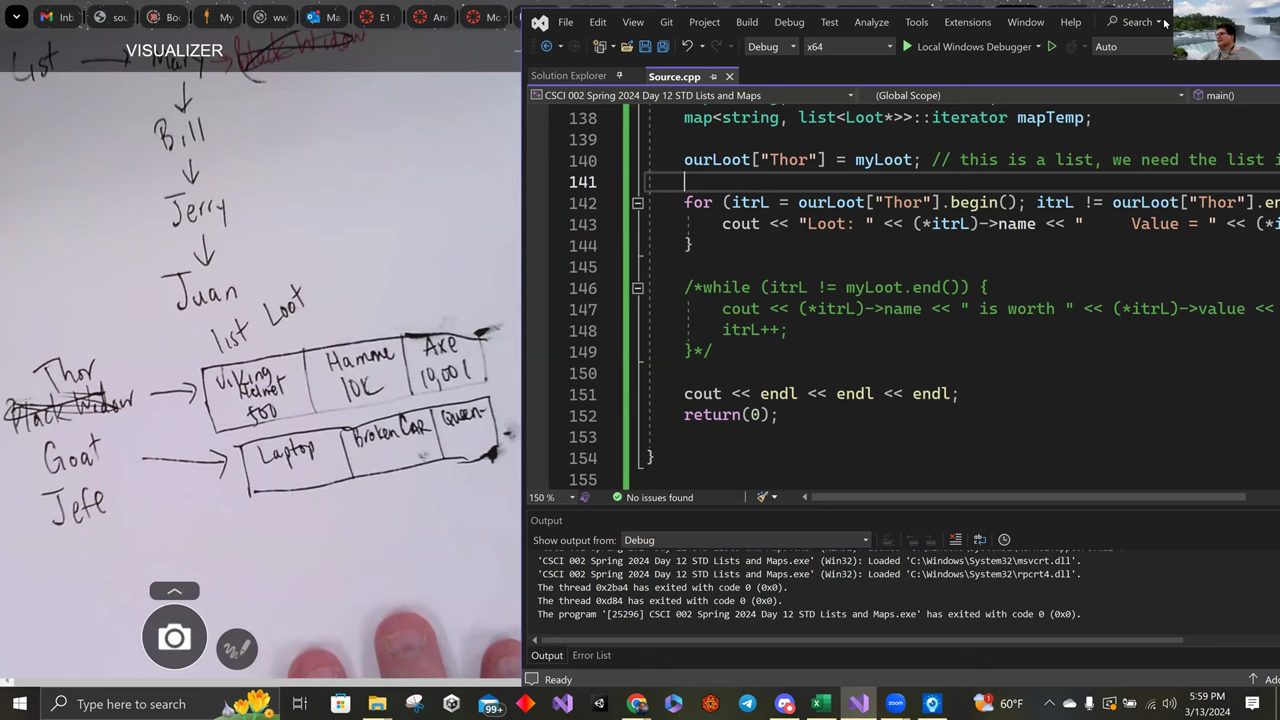 Inb
E1
Ani
Mo
VISUALIZER
List
Mary
Black Widow
Bill
Jerry
Juan
list Loot
Thor
Viking Helmet 500
Hamme 10K
Axe 10,001
Black Widow
Goat
Laptop
Broken CAR
Queen
Jefe
File Edit View Git Project Build Debug Test Analyze Tools Extensions Window Help Search
Debug x64 Local Windows Debugger Auto
Solution Explorer Source.cpp
CSCI 002 Spring 2024 Day 12 STD Lists and Maps (Global Scope) main()
138 map<string, list<Loot*>>::iterator mapTemp;
139
140 ourLoot["Thor"] = myLoot; // this is a list, we need the list i
141
142 for (itrL = ourLoot["Thor"].begin(); itrL != ourLoot["Thor"].en
143 cout << "Loot: " << (*itrL)->name << " Value = " << (*i
144 }
145
146 /*while (itrL != myLoot.end()) {
147 cout << (*itrL)->name << " is worth " << (*itrL)->value <<
148 itrL++;
149 }*/
150
151 cout << endl << endl << endl;
152 return(0);
153
154 }
155
150 % No issues found
Output
Show output from: Debug
'CSCI 002 Spring 2024 Day 12 STD Lists and Maps.exe' (Win32): Loaded 'C:\Windows\System32\msvcrt.dll'.
'CSCI 002 Spring 2024 Day 12 STD Lists and Maps.exe' (Win32): Loaded 'C:\Windows\System32\rpcrt4.dll'.
The thread 0x2ba4 has exited with code 0 (0x0).
The thread 0xd84 has exited with code 0 (0x0).
The program '[25296] CSCI 002 Spring 2024 Day 12 STD Lists and Maps.exe' has exited with code 0 (0x0).
Output Error List
Ready
Type here to search
99+
zoom
60°F
5:59 PM
3/13/2024